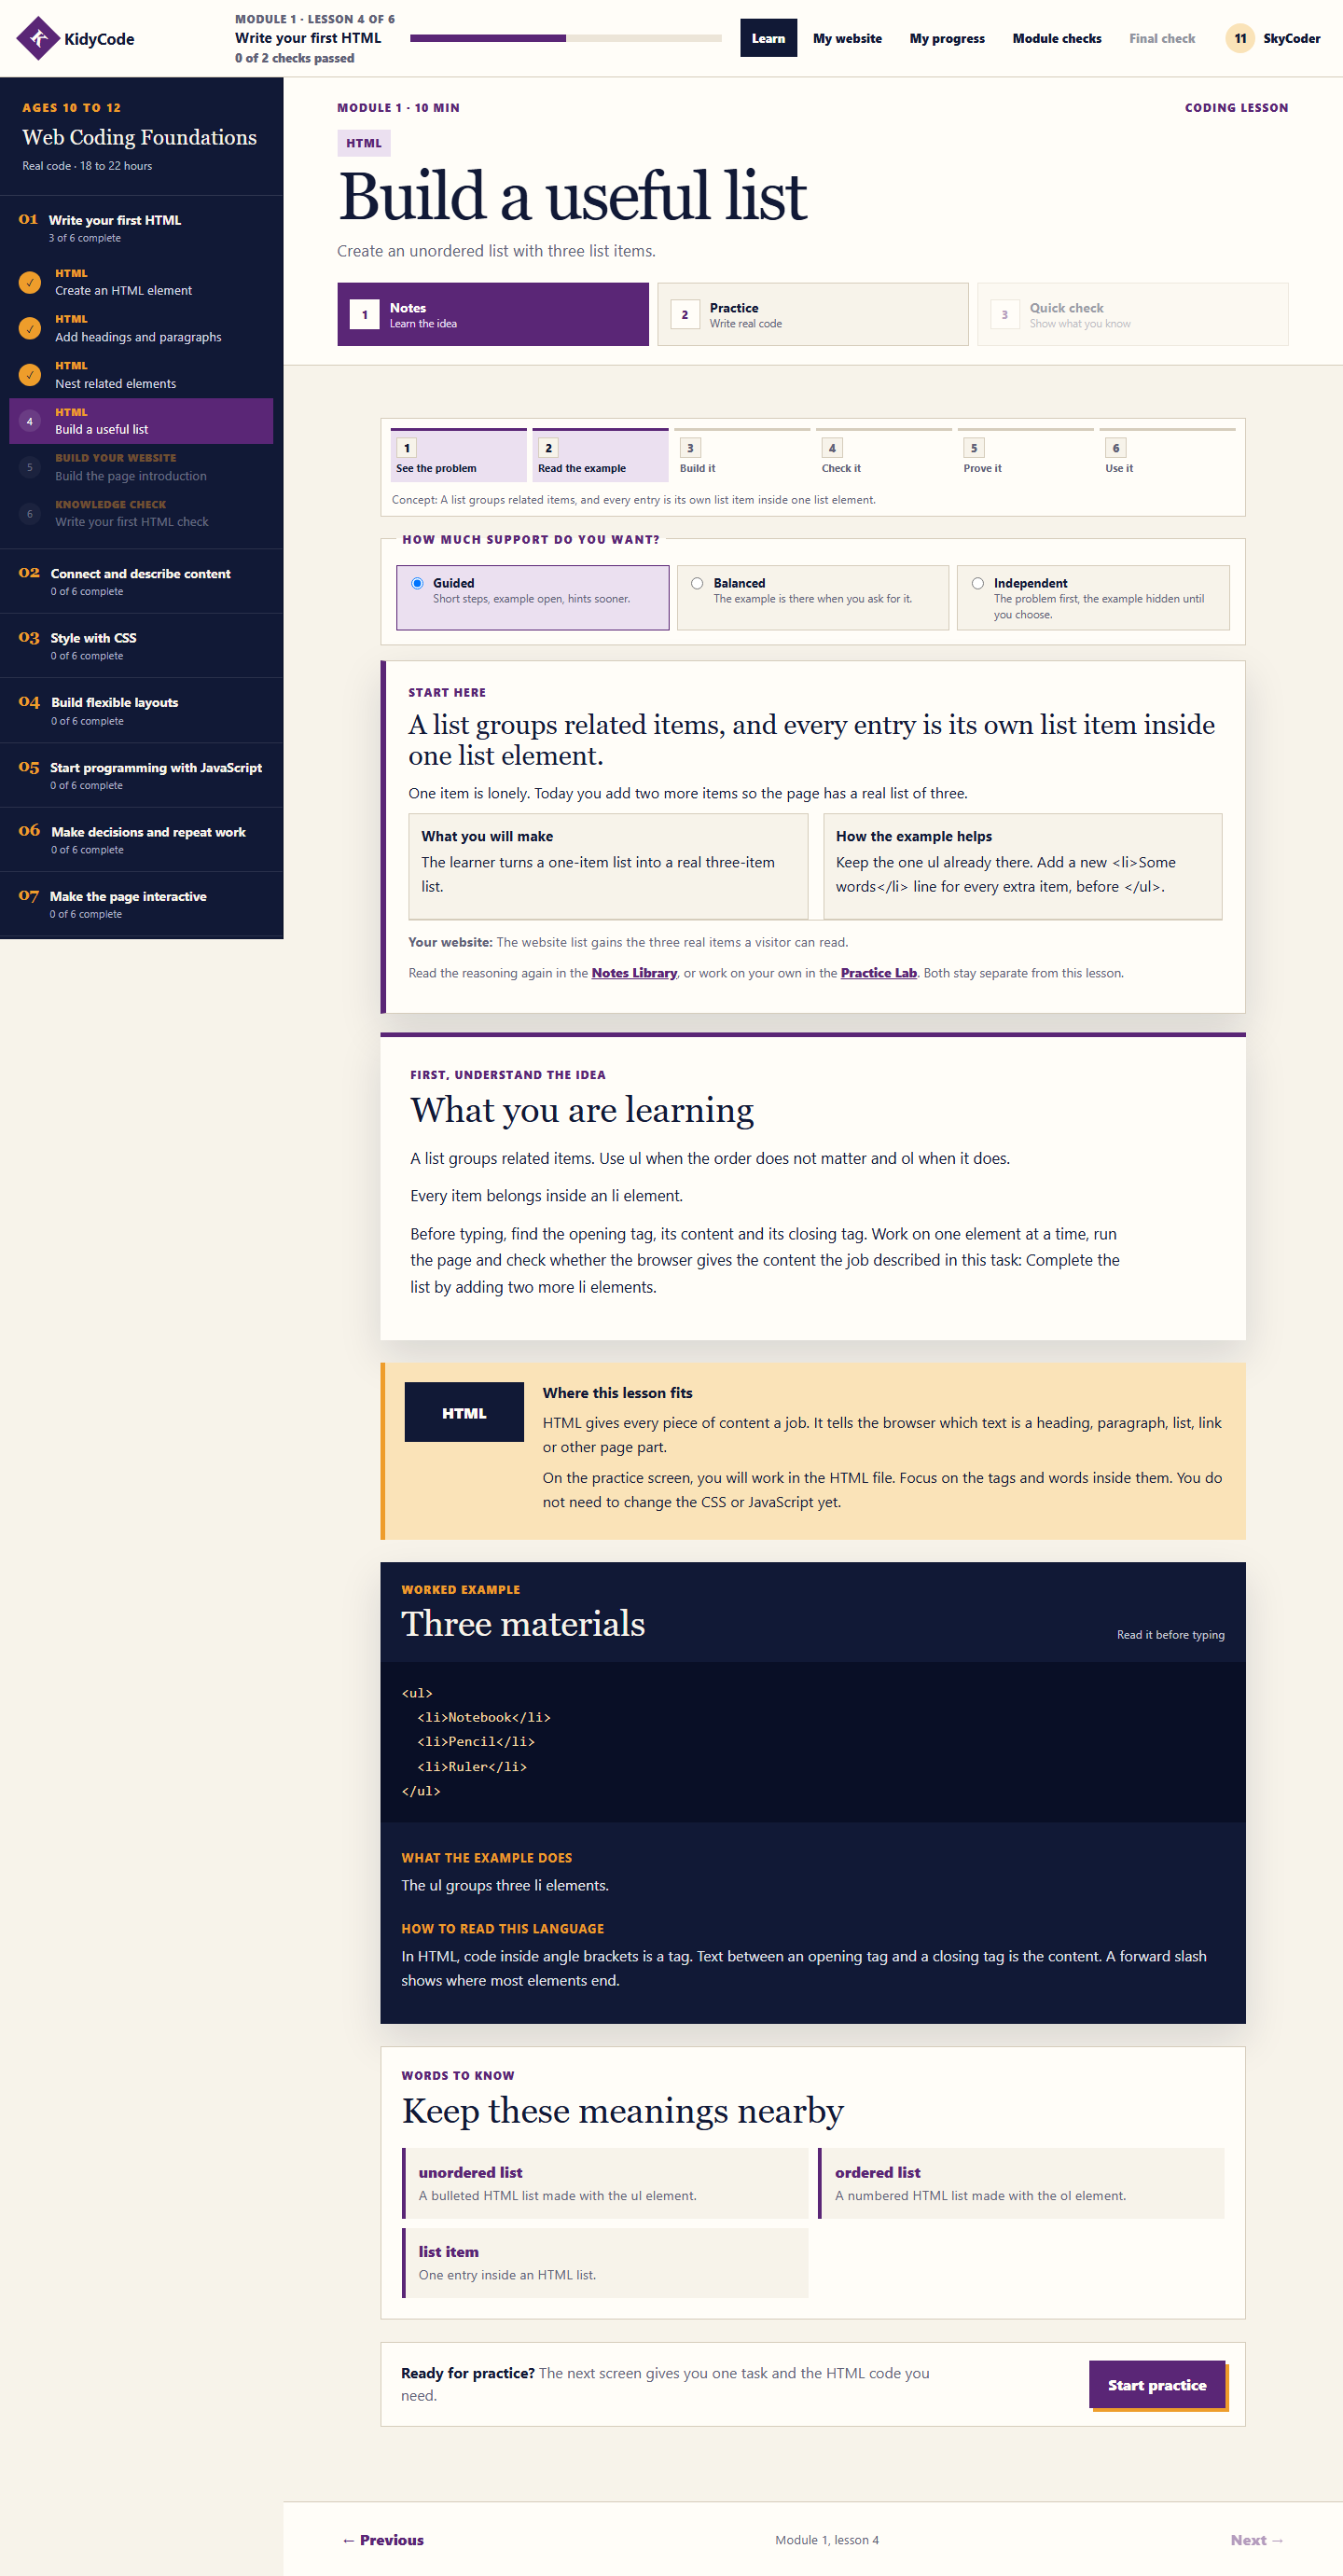 KidyCode
MODULE 1 · LESSON 4 OF 6
Write your first HTML
0 of 2 checks passed
Learn
My website
My progress
Module checks
Final check
11
SkyCoder
AGES 10 TO 12
Web Coding Foundations
Real code · 18 to 22 hours
01 Write your first HTML
3 of 6 complete
✓ HTML
Create an HTML element
✓ HTML
Add headings and paragraphs
✓ HTML
Nest related elements
4 HTML
Build a useful list
5 BUILD YOUR WEBSITE
Build the page introduction
6 KNOWLEDGE CHECK
Write your first HTML check
02 Connect and describe content
0 of 6 complete
03 Style with CSS
0 of 6 complete
04 Build flexible layouts
0 of 6 complete
05 Start programming with JavaScript
0 of 6 complete
06 Make decisions and repeat work
0 of 6 complete
07 Make the page interactive
0 of 6 complete
MODULE 1 · 10 MIN
CODING LESSON
HTML
Build a useful list
Create an unordered list with three list items.
1 Notes
Learn the idea
2 Practice
Write real code
3 Quick check
Show what you know
1
See the problem
2
Read the example
3
Build it
4
Check it
5
Prove it
6
Use it
Concept: A list groups related items, and every entry is its own list item inside one list element.
HOW MUCH SUPPORT DO YOU WANT?
Guided
Short steps, example open, hints sooner.
Balanced
The example is there when you ask for it.
Independent
The problem first, the example hidden until
you choose.
START HERE
A list groups related items, and every entry is its own list item inside
one list element.
One item is lonely. Today you add two more items so the page has a real list of three.
What you will make
The learner turns a one-item list into a real three-item
list.
How the example helps
Keep the one ul already there. Add a new <li>Some
words</li> line for every extra item, before </ul>.
Your website: The website list gains the three real items a visitor can read.
Read the reasoning again in the Notes Library, or work on your own in the Practice Lab. Both stay separate from this lesson.
FIRST, UNDERSTAND THE IDEA
What you are learning
A list groups related items. Use ul when the order does not matter and ol when it does.
Every item belongs inside an li element.
Before typing, find the opening tag, its content and its closing tag. Work on one element at a time, run
the page and check whether the browser gives the content the job described in this task: Complete the
list by adding two more li elements.
HTML
Where this lesson fits
HTML gives every piece of content a job. It tells the browser which text is a heading, paragraph, list, link
or other page part.
On the practice screen, you will work in the HTML file. Focus on the tags and words inside them. You do
not need to change the CSS or JavaScript yet.
WORKED EXAMPLE
Three materials
Read it before typing
<ul>
<li>Notebook</li>
<li>Pencil</li>
<li>Ruler</li>
</ul>
WHAT THE EXAMPLE DOES
The ul groups three li elements.
HOW TO READ THIS LANGUAGE
In HTML, code inside angle brackets is a tag. Text between an opening tag and a closing tag is the content. A forward slash
shows where most elements end.
WORDS TO KNOW
Keep these meanings nearby
unordered list
A bulleted HTML list made with the ul element.
ordered list
A numbered HTML list made with the ol element.
list item
One entry inside an HTML list.
Ready for practice? The next screen gives you one task and the HTML code you
need.
Start practice
← Previous
Module 1, lesson 4
Next →